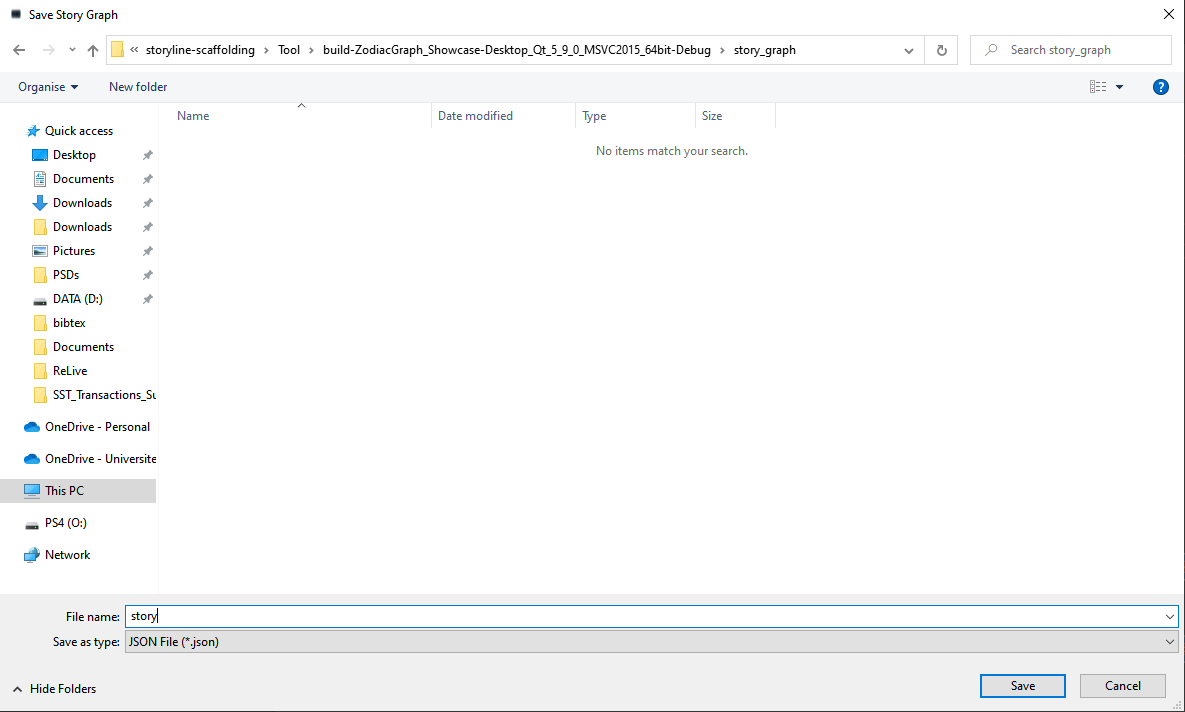 Save Story Graph
« storyline-scaffolding › Tool › build-ZodiacGraph_Showcase-Desktop_Qt_5_9_0_MSVC2015_64bit-Debug › story_graph
Search story_graph
Organise
New folder
?
Name
Date modified
Type
Size
No items match your search.
Quick access
Desktop
Documents
Downloads
Downloads
Pictures
PSDs
DATA (D:)
bibtex
Documents
ReLive
SST_Transactions_Su
OneDrive - Personal
OneDrive - Universite
This PC
PS4 (O:)
Network
File name: story
Save as type: JSON File (*.json)
Hide Folders
Save
Cancel